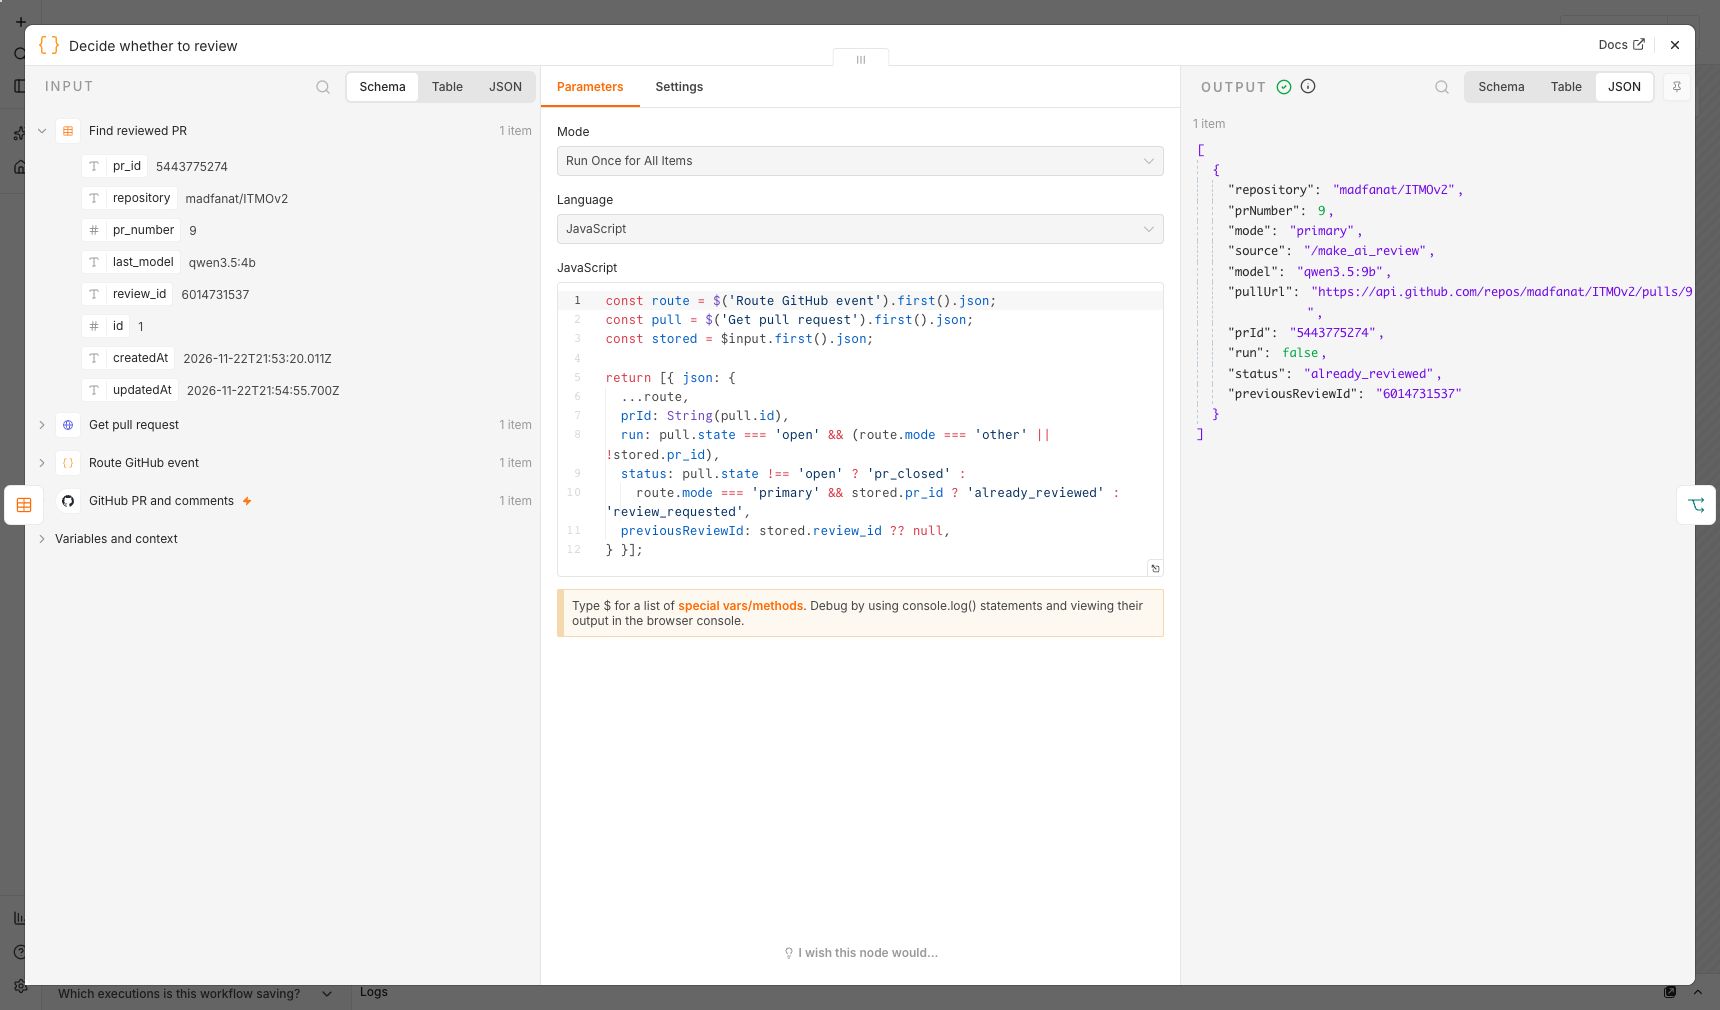 Decide whether to review
Docs
INPUT
Schema
Table
JSON
Find reviewed PR
1 item
T pr_id 5443775274
T repository madfanat/ITMOv2
# pr_number 9
T last_model qwen3.5:4b
T review_id 6014731537
# id 1
T createdAt 2026-11-22T21:53:20.011Z
T updatedAt 2026-11-22T21:54:55.700Z
Get pull request
1 item
Route GitHub event
1 item
GitHub PR and comments
1 item
Variables and context
Parameters
Settings
Mode
Run Once for All Items
Language
JavaScript
JavaScript
1 const route = $('Route GitHub event').first().json;
2 const pull = $('Get pull request').first().json;
3 const stored = $input.first().json;
4
5 return [{ json: {
6 ...route,
7 prId: String(pull.id),
8 run: pull.state === 'open' && (route.mode === 'other' ||
!stored.pr_id),
9 status: pull.state !== 'open' ? 'pr_closed' :
10 route.mode === 'primary' && stored.pr_id ? 'already_reviewed' :
'review_requested',
11 previousReviewId: stored.review_id ?? null,
12 } }];
Type $ for a list of special vars/methods. Debug by using console.log() statements and viewing their
output in the browser console.
I wish this node would...
OUTPUT
Schema
Table
JSON
1 item
[
{
"repository": "madfanat/ITMOv2",
"prNumber": 9,
"mode": "primary",
"source": "/make_ai_review",
"model": "qwen3.5:9b",
"pullUrl": "https://api.github.com/repos/madfanat/ITMOv2/pulls/9
",
"prId": "5443775274",
"run": false,
"status": "already_reviewed",
"previousReviewId": "6014731537"
}
]
Which executions is this workflow saving?
Logs